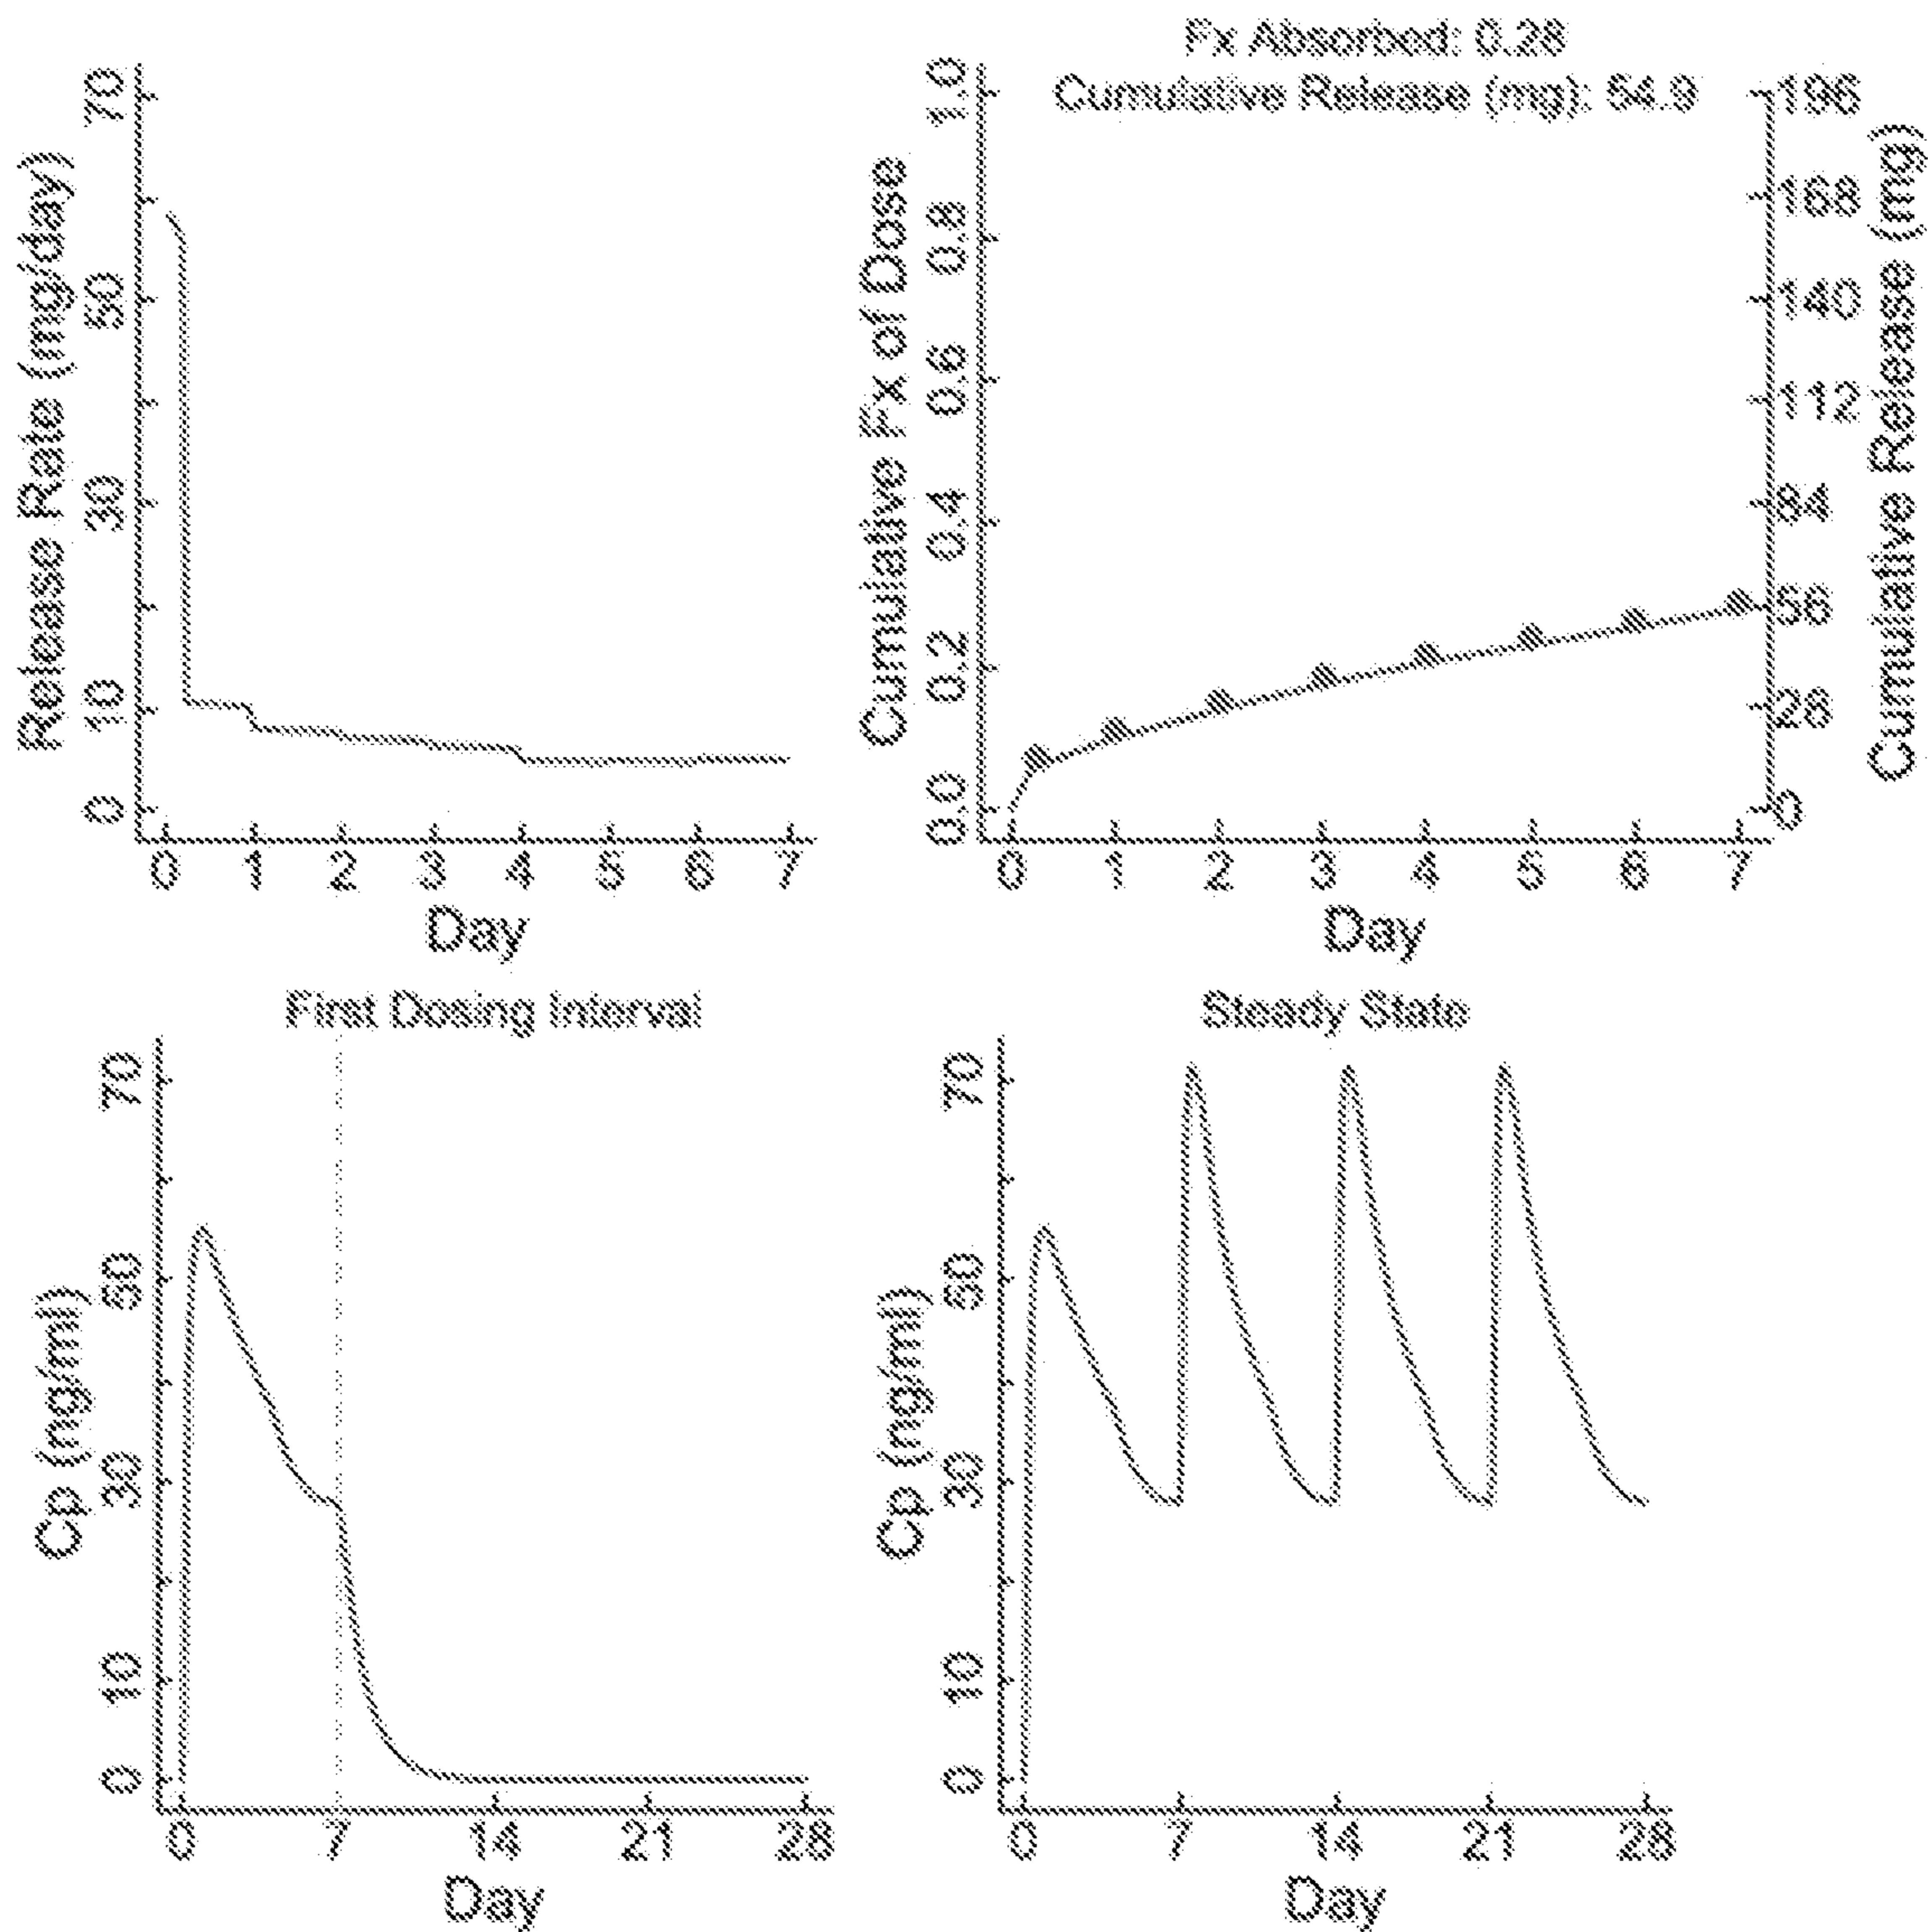 Release Rate (mg/day)
70
50
30
10
0
0 1 2 3 4 5 6 7
Day
Fx Absorbed: 0.28
Cumulative Release (mg): 54.9
Cumulative Fx of Dose
1.0
0.8
0.6
0.4
0.2
0.0
196
168
140
112
84
56
28
0
Cumulative Release (mg)
0 1 2 3 4 5 6 7
Day
First Dosing Interval
Cp (ng/ml)
70
50
30
10
0
0 7 14 21 28
Day
Steady State
Cp (ng/ml)
70
50
30
10
0
0 7 14 21 28
Day